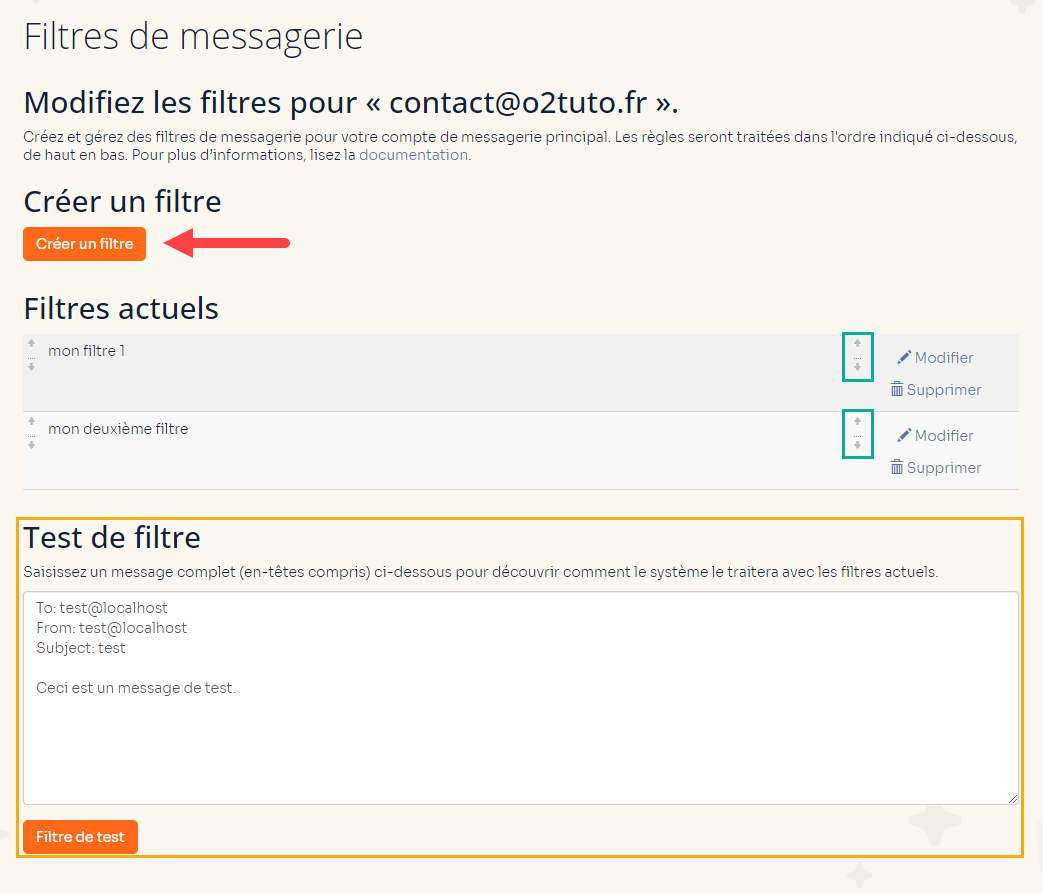 Filtres de messagerie
Modifiez les filtres pour « contact@o2tuto.fr ».
Créez et gérez des filtres de messagerie pour votre compte de messagerie principal. Les règles seront traitées dans l'ordre indiqué ci-dessous,
de haut en bas. Pour plus d'informations, lisez la documentation.
Créer un filtre
Créer un filtre
Filtres actuels
mon filtre 1
Modifier
Supprimer
mon deuxième filtre
Modifier
Supprimer
Test de filtre
Saisissez un message complet (en-têtes compris) ci-dessous pour découvrir comment le système le traitera avec les filtres actuels.
To: test@localhost
From: test@localhost
Subject: test
Ceci est un message de test.
Filtre de test